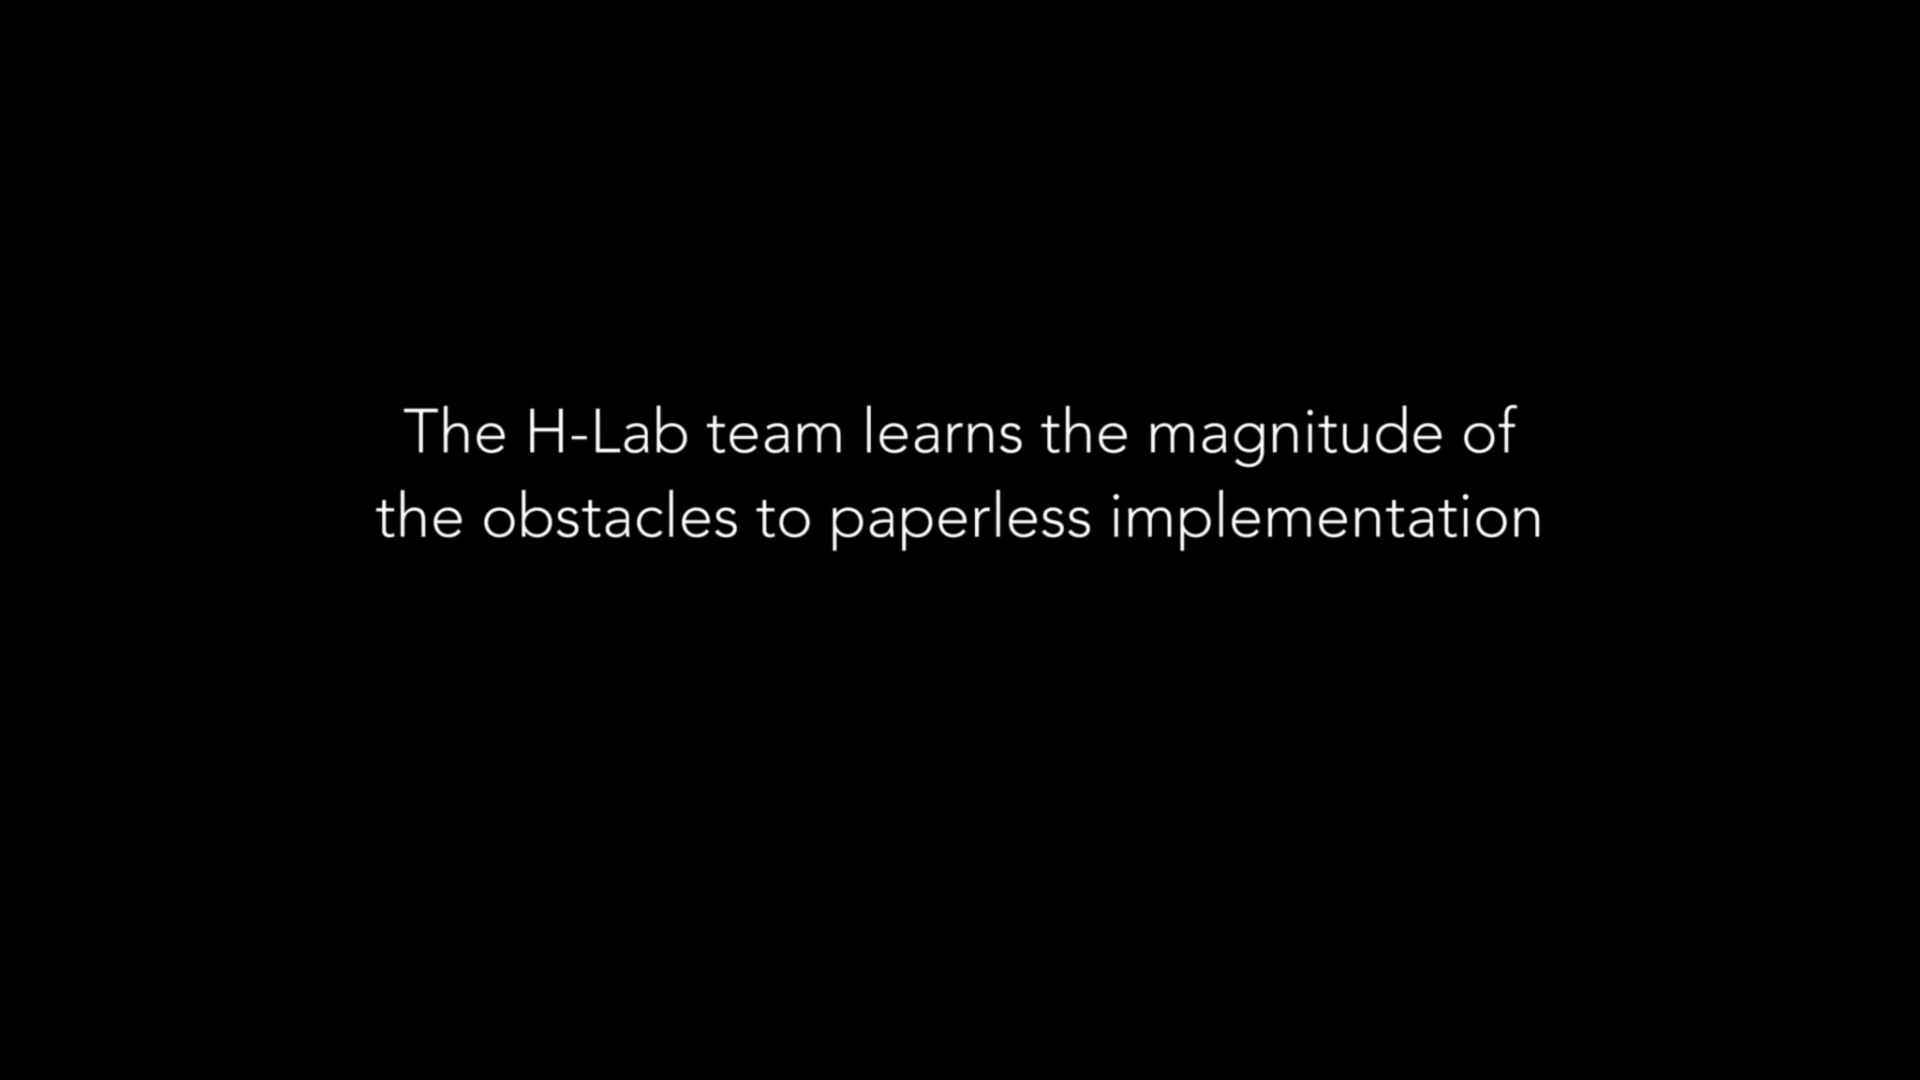 The H-Lab team learns the magnitude of
the obstacles to paperless implementation